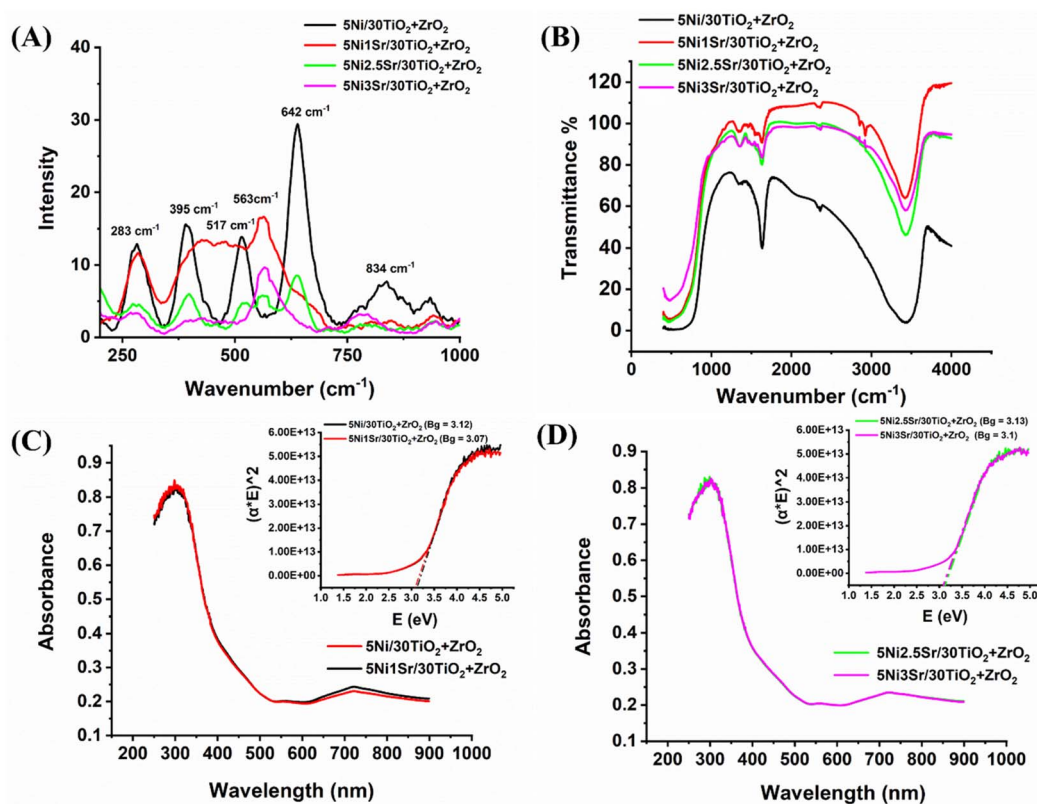 (A)
5Ni/30TiO₂+ZrO₂
5Ni1Sr/30TiO₂+ZrO₂
5Ni2.5Sr/30TiO₂+ZrO₂
5Ni3Sr/30TiO₂+ZrO₂
40
30
20
10
0
Intensity
283 cm⁻¹
395 cm⁻¹
517 cm⁻¹
563cm⁻¹
642 cm⁻¹
834 cm⁻¹
250
500
750
1000
Wavenumber (cm⁻¹)
(B)
5Ni/30TiO₂+ZrO₂
5Ni1Sr/30TiO₂+ZrO₂
5Ni2.5Sr/30TiO₂+ZrO₂
5Ni3Sr/30TiO₂+ZrO₂
120
100
80
60
40
20
0
Transmittance %
0
1000
2000
3000
4000
Wavenumber (cm⁻¹)
(C)
0.9
0.8
0.7
0.6
0.5
0.4
0.3
0.2
0.1
Absorbance
5Ni/30TiO₂+ZrO₂ (Bg = 3.12)
5Ni1Sr/30TiO₂+ZrO₂ (Bg = 3.07)
6.00E+13
5.00E+13
4.00E+13
3.00E+13
2.00E+13
1.00E+13
0.00E+00
(α*E)^2
1.0 1.5 2.0 2.5 3.0 3.5 4.0 4.5 5.0
E (eV)
5Ni/30TiO₂+ZrO₂
5Ni1Sr/30TiO₂+ZrO₂
200 300 400 500 600 700 800 900 1000
Wavelength (nm)
(D)
0.9
0.8
0.7
0.6
0.5
0.4
0.3
0.2
0.1
Absorbance
5Ni2.5Sr/30TiO₂+ZrO₂ (Bg = 3.13)
5Ni3Sr/30TiO₂+ZrO₂ (Bg = 3.1)
6.00E+13
5.00E+13
4.00E+13
3.00E+13
2.00E+13
1.00E+13
0.00E+00
(α*E)^2
1.0 1.5 2.0 2.5 3.0 3.5 4.0 4.5 5.0
E (eV)
5Ni2.5Sr/30TiO₂+ZrO₂
5Ni3Sr/30TiO₂+ZrO₂
200 300 400 500 600 700 800 900 1000
Wavelength (nm)